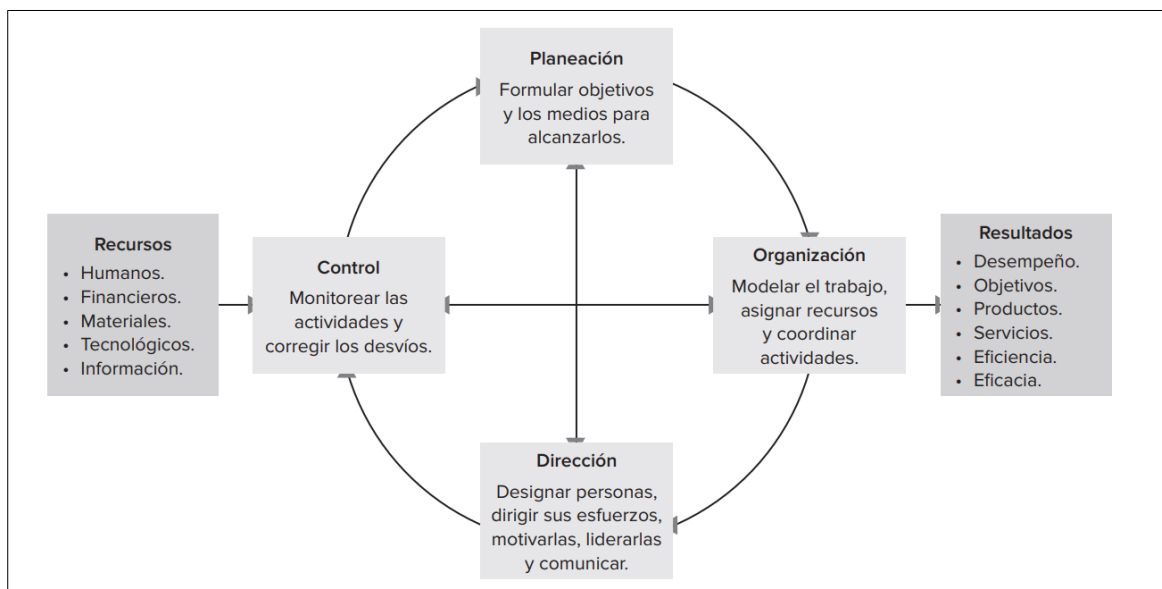 Planeación
Formular objetivos
y los medios para
alcanzarlos.
Recursos
• Humanos.
• Financieros.
• Materiales.
• Tecnológicos.
• Información.
Control
Monitorear las
actividades y
corregir los desvíos.
Organización
Modelar el trabajo,
asignar recursos
y coordinar
actividades.
Resultados
• Desempeño.
• Objetivos.
• Productos.
• Servicios.
• Eficiencia.
• Eficacia.
Dirección
Designar personas,
dirigir sus esfuerzos,
motivarlas, liderarlas
y comunicar.